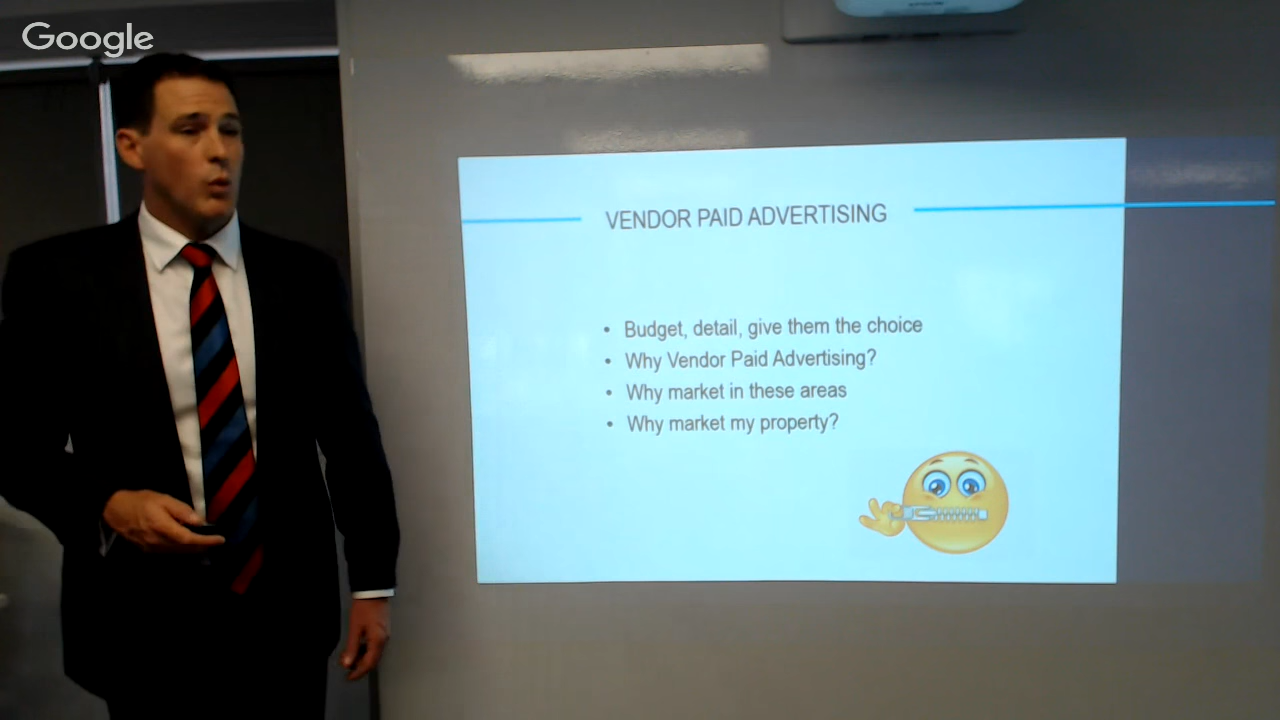 Google
VENDOR PAID ADVERTISING
• Budget, detail, give them the choice
• Why Vendor Paid Advertising?
• Why market in these areas
• Why market my property?